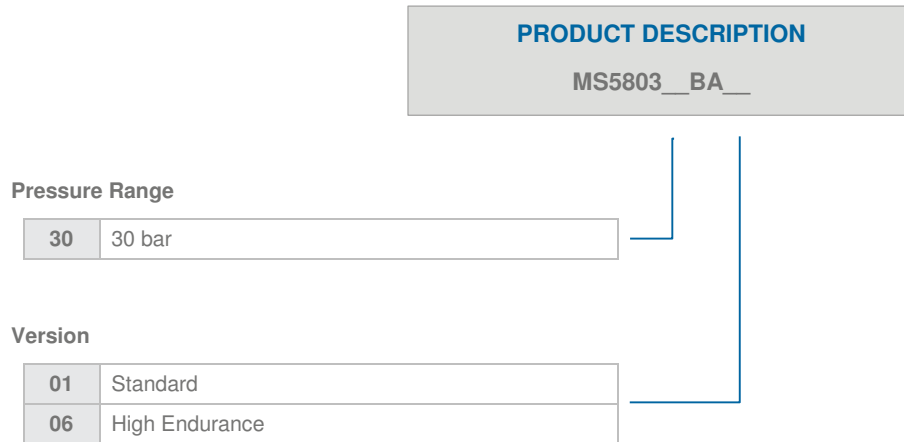 PRODUCT DESCRIPTION
MS5803__BA__
Pressure Range
30 30 bar
Version
01 Standard
06 High Endurance